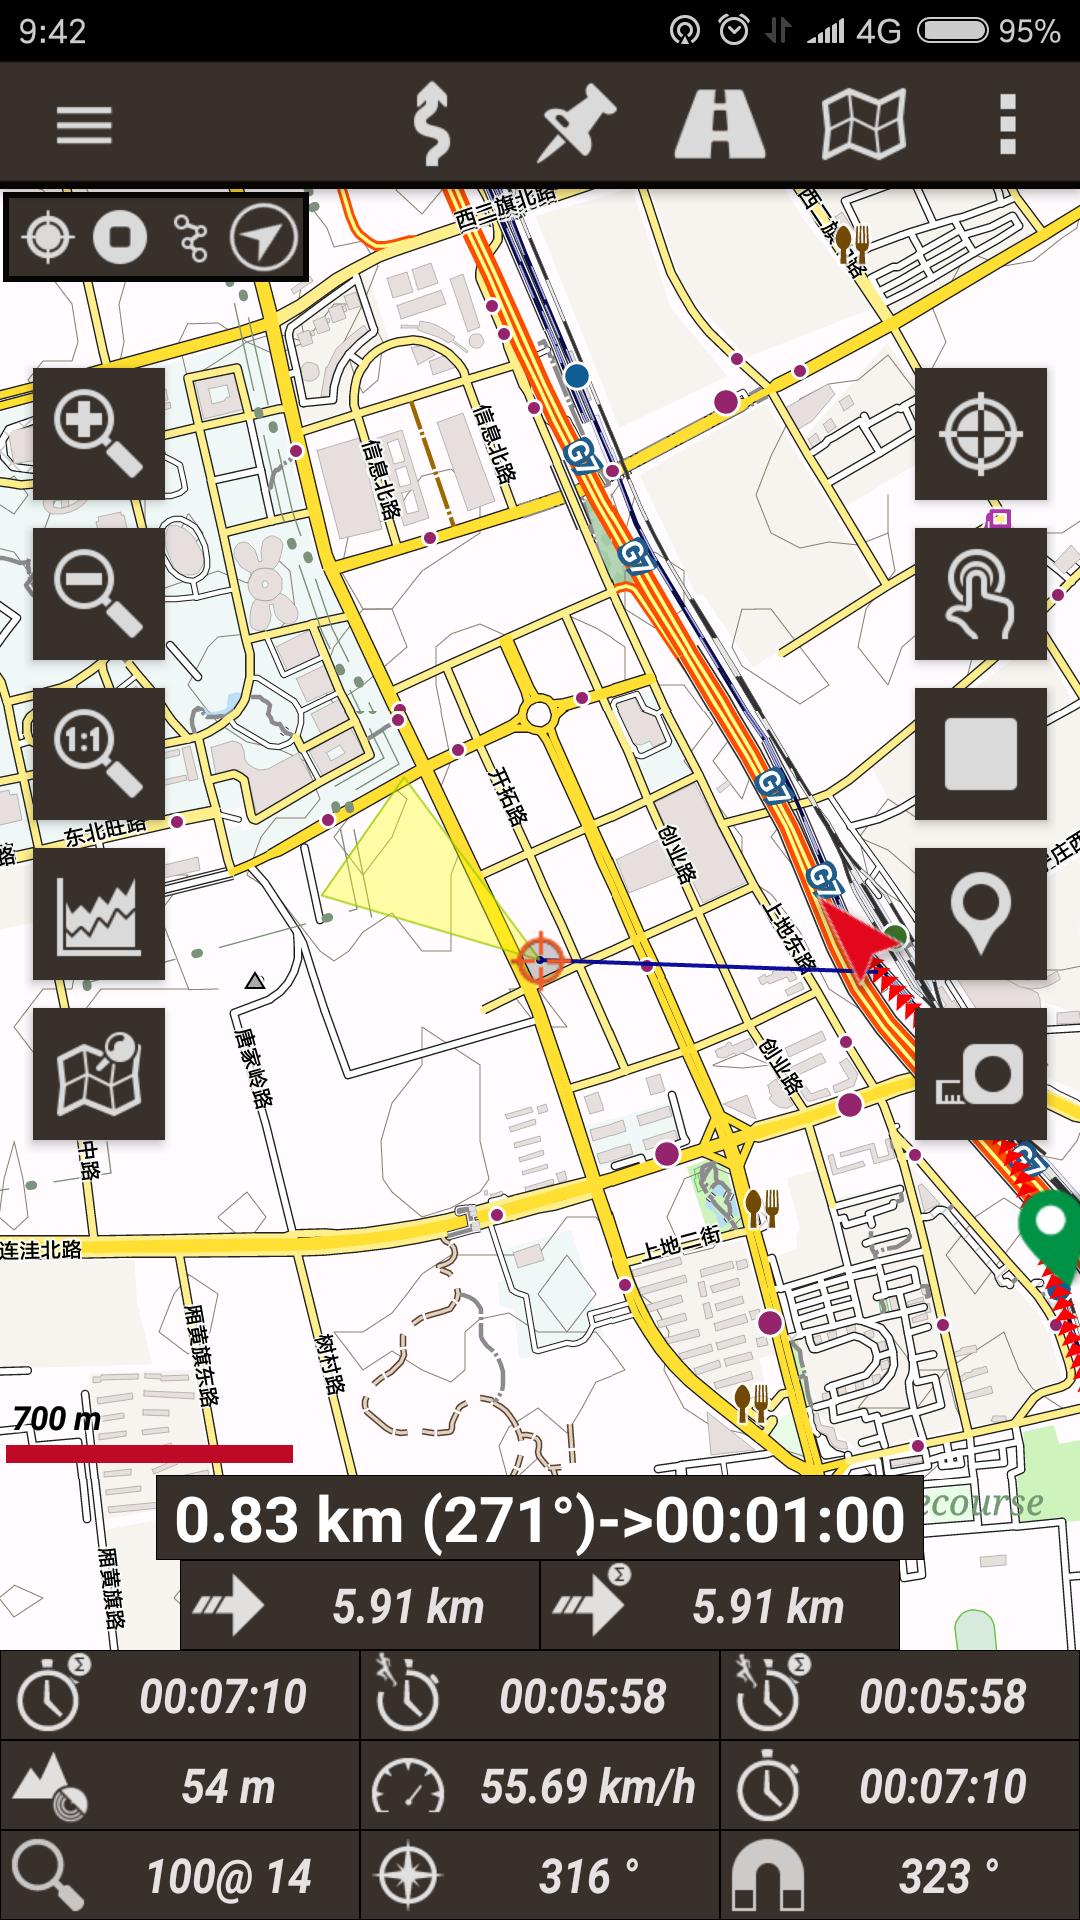 9:42
4G
95%
西二旗北路
信息北路
信息北路
G7
G7
1:1
G7
开拓路
东北旺路
路
创业路
G7
上地东路
唐家岭路
创业路
中路
G7
连洼北路
上地二街
厢黄旗东路
树村路
700 m
ecourse
厢黄旗路
0.83 km (271°)->00:01:00
5.91 km
Σ
5.91 km
Σ
00:07:10
00:05:58
Σ
00:05:58
54 m
55.69 km/h
00:07:10
100@ 14
316 °
323 °